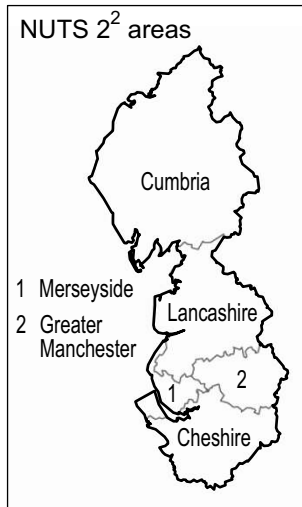 NUTS 2² areas
Cumbria
1 Merseyside
2 Greater
Manchester
Lancashire
2
1
Cheshire